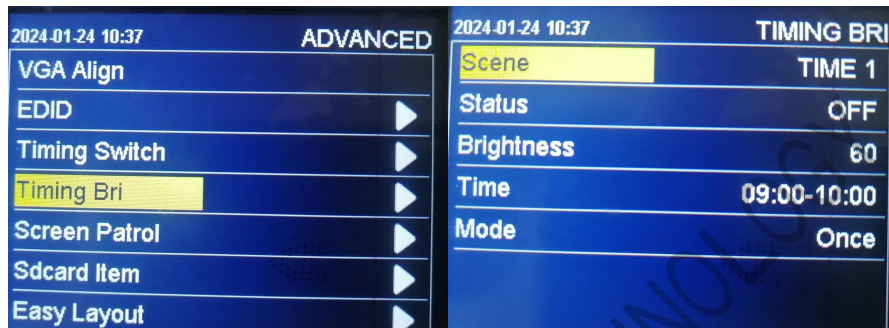 2024-01-24 10:37 ADVANCED
VGA Align
EDID
Timing Switch
Timing Bri
Screen Patrol
Sdcard Item
Easy Layout
2024-01-24 10:37 TIMING BRI
Scene TIME 1
Status OFF
Brightness 60
Time 09:00-10:00
Mode Once
NOLOGY